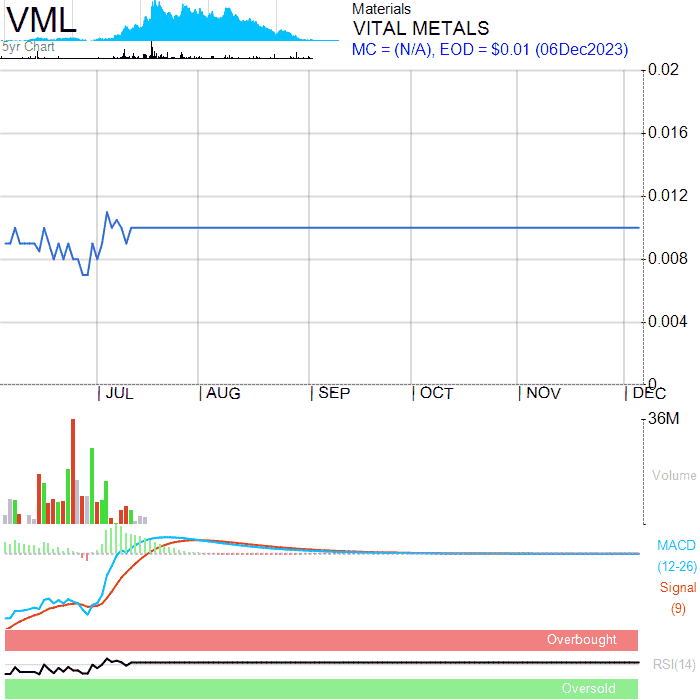 VML
5yr Chart
Materials
VITAL METALS
MC = (N/A), EOD = $0.01 (06Dec2023)
0.02
0.016
0.012
0.008
0.004
0
JUL AUG SEP OCT NOV DEC
36M
Volume
MACD
(12-26)
Signal
(9)
Overbought
RSI(14)
Oversold